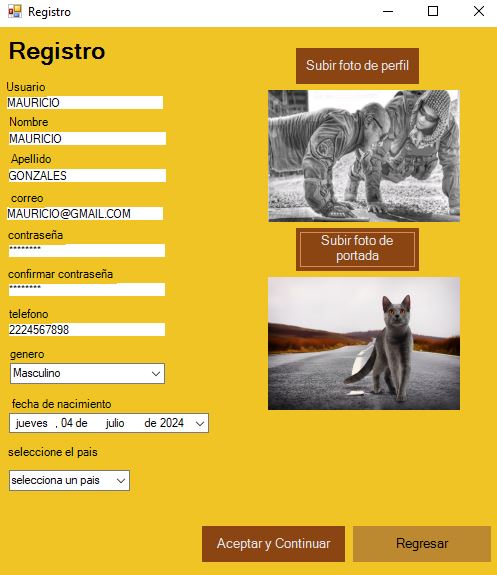 Registro
Registro
Usuario
MAURICIO
Nombre
MAURICIO
Apellido
GONZALES
correo
MAURICIO@GMAIL.COM
contraseña
********
confirmar contraseña
********
telefono
2224567898
genero
Masculino
fecha de nacimiento
jueves , 04 de julio de 2024
seleccione el pais
selecciona un pais
Subir foto de perfil
Subir foto de
portada
Aceptar y Continuar
Regresar